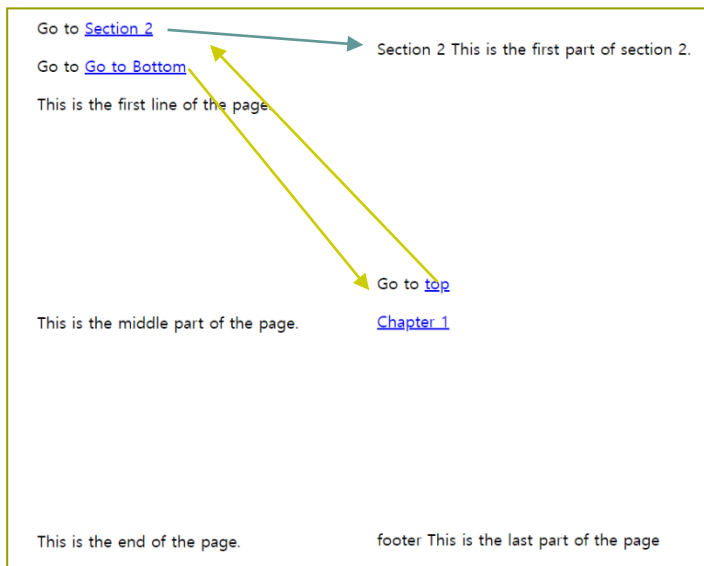 Go to Section 2
Go to Go to Bottom
This is the first line of the page.
This is the middle part of the page.
This is the end of the page.
Section 2 This is the first part of section 2.
Go to top
Chapter 1
footer This is the last part of the page